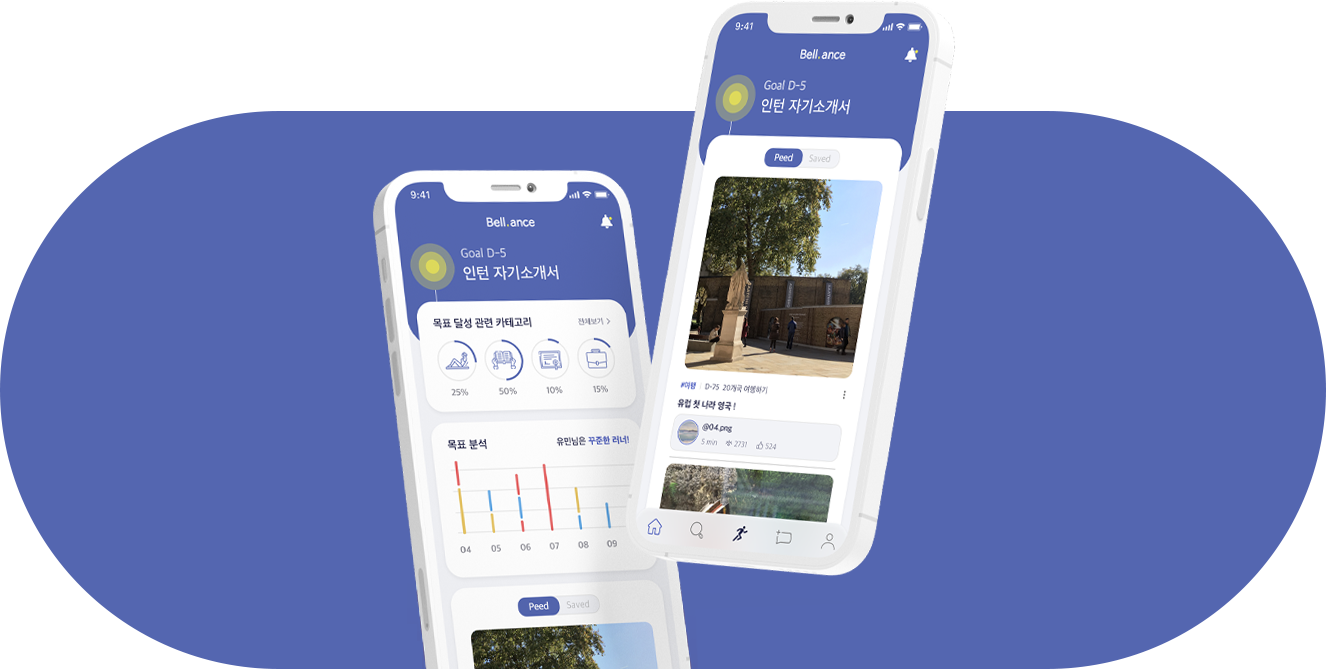 9:41
Bell.ance
Goal D-5
인턴 자기소개서
목표 달성 관련 카테고리
전체보기 >
25%
50%
10%
15%
목표 분석
유민님은 꾸준한 러너!
04
05
06
07
08
09
Peed
Saved
9:41
Bell.ance
Goal D-5
인턴 자기소개서
Peed
Saved
#여행
D-75 20개국 여행하기
유럽 첫 나라 영국 !
@04.png
5 min
2731
524